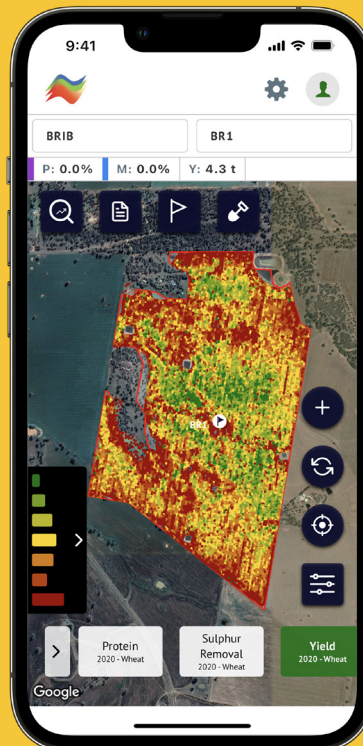 9:41
BRIB
BR1
P: 0.0% M: 0.0% Y: 4.3 t
BR1
Protein
2020 - Wheat
Sulphur
Removal
2020 - Wheat
Yield
2020 - Wheat
Google